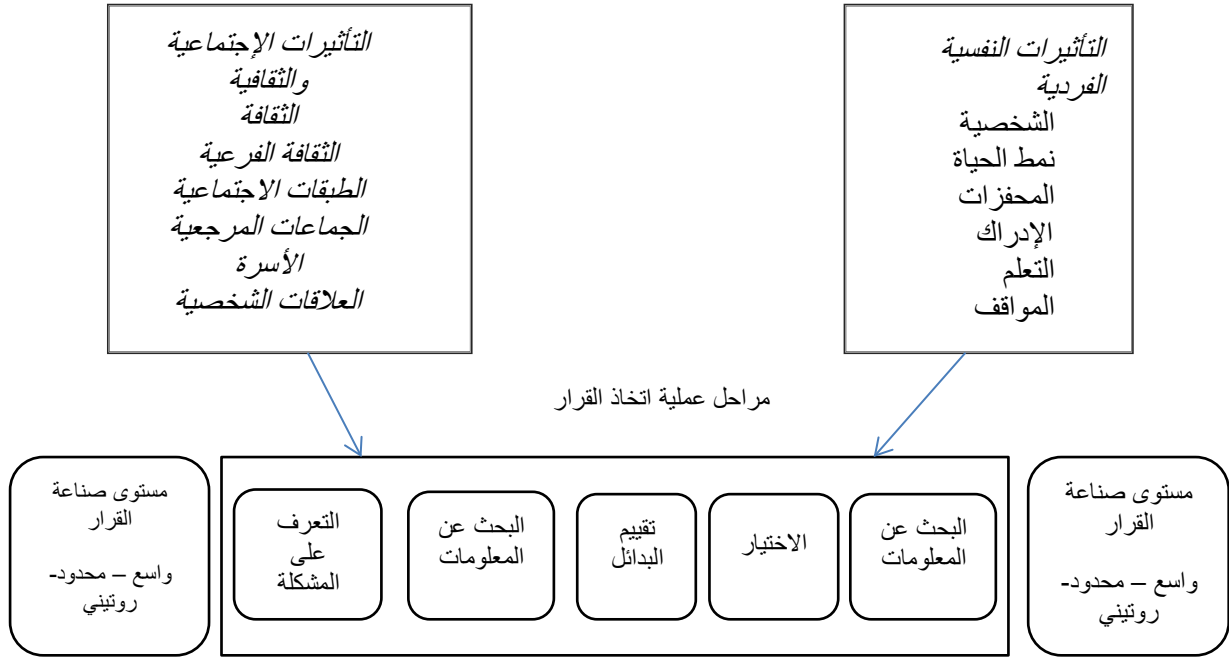 التأثيرات الإجتماعية
والثقافية
الثقافة
الثقافة الفرعية
الطبقات الاجتماعية
الجماعات المرجعية
الأسرة
العلاقات الشخصية
التأثيرات النفسية
الفردية
الشخصية
نمط الحياة
المحفزات
الإدراك
التعلم
المواقف
مراحل عملية اتخاذ القرار
مستوى صناعة
القرار
واسع – محدود-
روتيني
التعرف
على
المشكلة
البحث عن
المعلومات
تقييم
البدائل
الاختيار
البحث عن
المعلومات
مستوى صناعة
القرار
واسع – محدود-
روتيني